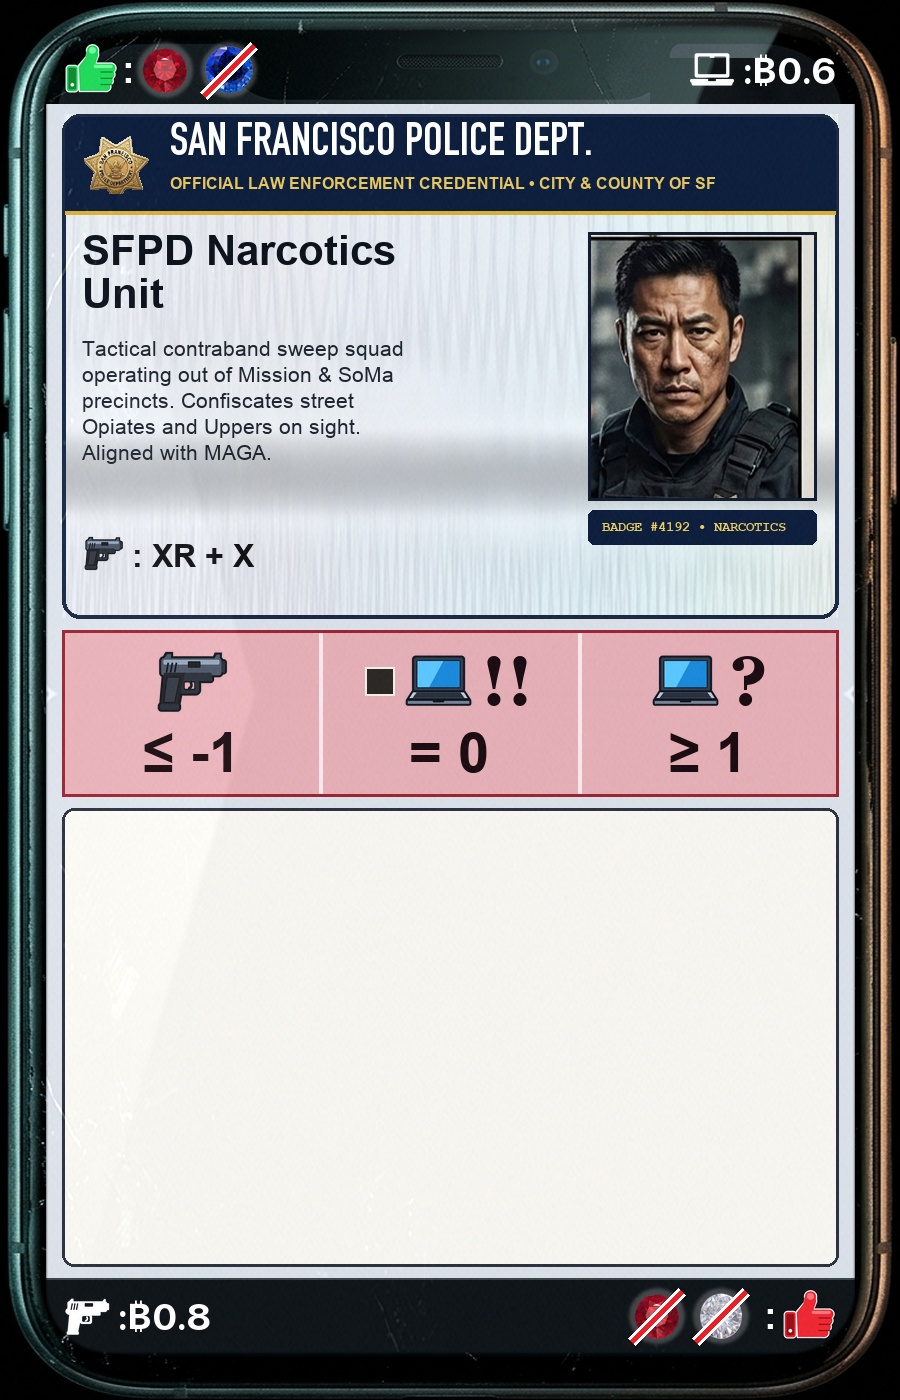 : :฿0.6
SAN FRANCISCO POLICE DEPT.
OFFICIAL LAW ENFORCEMENT CREDENTIAL • CITY & COUNTY OF SF
SFPD Narcotics
Unit
Tactical contraband sweep squad
operating out of Mission & SoMa
precincts. Confiscates street
Opiates and Uppers on sight.
Aligned with MAGA.
BADGE #4192 • NARCOTICS
: XR + X
!! ?
≤ -1 = 0 ≥ 1
:฿0.8 :